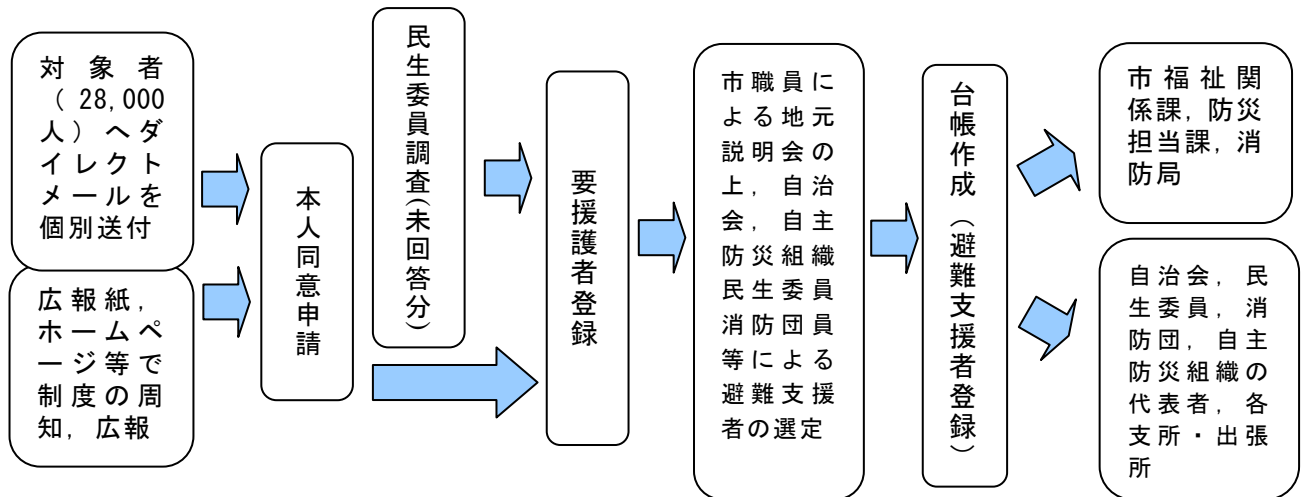 対象者
（28,000
人）へダ
イレクト
メールを
個別送付
広報紙，
ホームペ
ージ等で
制度の周
知，広報
本人同意申請
民生委員調査（未回答分）
要援護者登録
市職員に
よる地元
説明会の
上，自治
会，自主
防災組織
民生委員
消防団員
等による
避難支援
者の選定
台帳作成（避難支援者登録）
市福祉関
係課，防災
担当課，消
防局
自治会，民
生委員，消
防団，自主
防災組織の
代表者，各
支所・出張
所